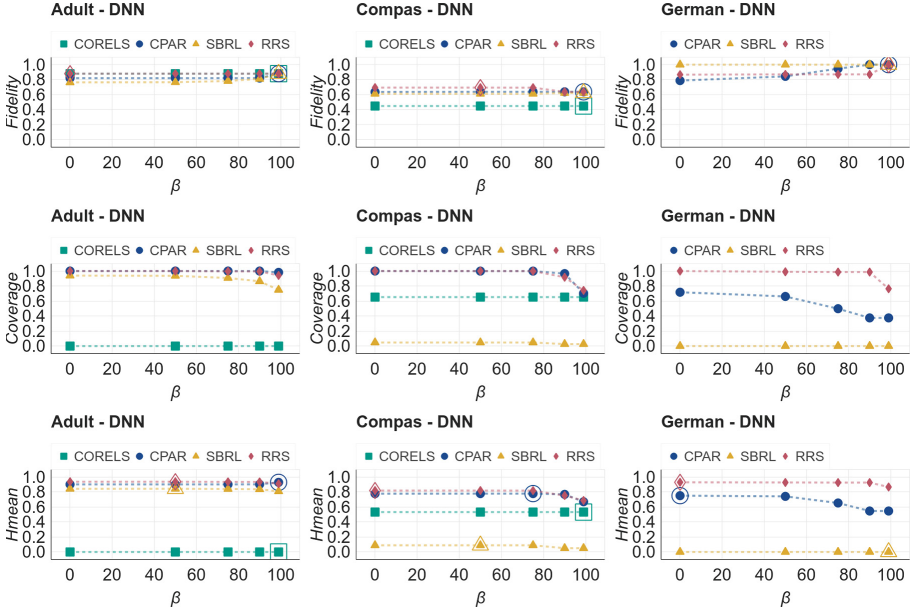 Adult - DNN
CORELS CPAR SBRL RRS
Fidelity
1.0
0.8
0.6
0.4
0.2
0.0
0 20 40 60 80 100
β
Compas - DNN
CORELS CPAR SBRL RRS
Fidelity
1.0
0.8
0.6
0.4
0.2
0.0
0 20 40 60 80 100
β
German - DNN
CPAR SBRL RRS
Fidelity
1.0
0.8
0.6
0.4
0.2
0.0
0 20 40 60 80 100
β
Adult - DNN
CORELS CPAR SBRL RRS
Coverage
1.0
0.8
0.6
0.4
0.2
0.0
0 20 40 60 80 100
β
Compas - DNN
CORELS CPAR SBRL RRS
Coverage
1.0
0.8
0.6
0.4
0.2
0.0
0 20 40 60 80 100
β
German - DNN
CPAR SBRL RRS
Coverage
1.0
0.8
0.6
0.4
0.2
0.0
0 20 40 60 80 100
β
Adult - DNN
CORELS CPAR SBRL RRS
Hmean
1.0
0.8
0.6
0.4
0.2
0.0
0 20 40 60 80 100
β
Compas - DNN
CORELS CPAR SBRL RRS
Hmean
1.0
0.8
0.6
0.4
0.2
0.0
0 20 40 60 80 100
β
German - DNN
CPAR SBRL RRS
Hmean
1.0
0.8
0.6
0.4
0.2
0.0
0 20 40 60 80 100
β